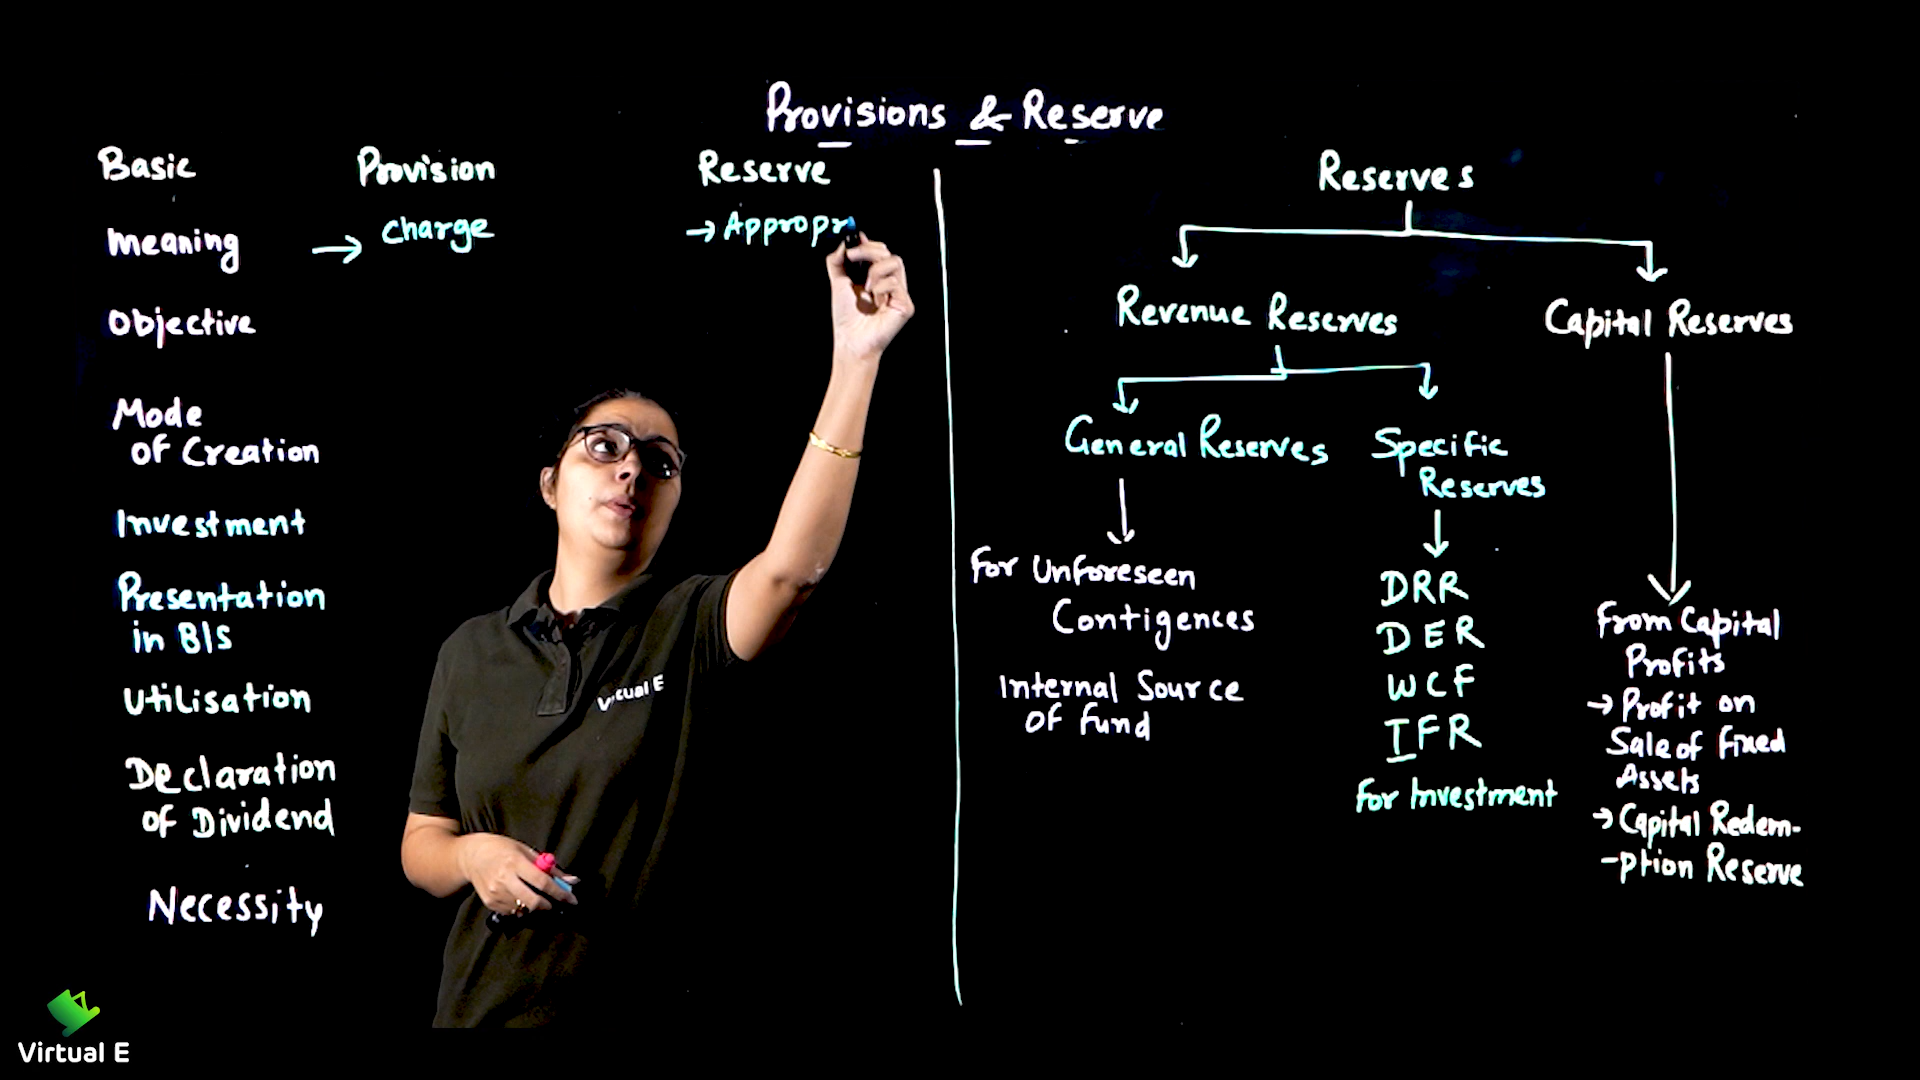 Provisions & Reserve
Basic Provision Reserve
Meaning → Charge → Appropr
Objective
Mode
of Creation
Investment
Presentation
in B/S
Utilisation
Declaration
of Dividend
Necessity
Reserves
Revenue Reserves Capital Reserves
General Reserves Specific
Reserves
For Unforeseen
Contigences
Internal Source
of Fund
DRR
DER
WCF
IFR
For Investment
From Capital
Profits
→ Profit on
Sale of Fixed
Assets
→ Capital Redem-
-ption Reserve
Virtual E
Virtual E